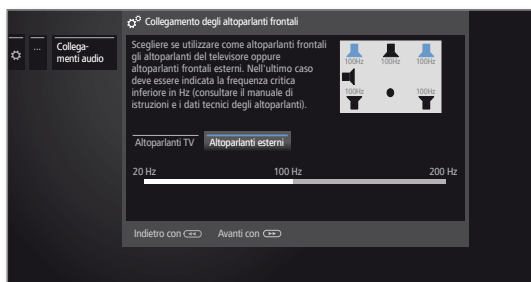 Collegamento degli altoparlanti frontali
...
Collega-
menti audio
Scegliere se utilizzare come altoparlanti frontali
gli altoparlanti del televisore oppure
altoparlanti frontali esterni. Nell'ultimo caso
deve essere indicata la frequenza critica
inferiore in Hz (consultare il manuale di
istruzioni e i dati tecnici degli altoparlanti).
100Hz 100Hz 100Hz
100Hz 100Hz
Altoparlanti TV Altoparlanti esterni
20 Hz 100 Hz 200 Hz
Indietro con Avanti con